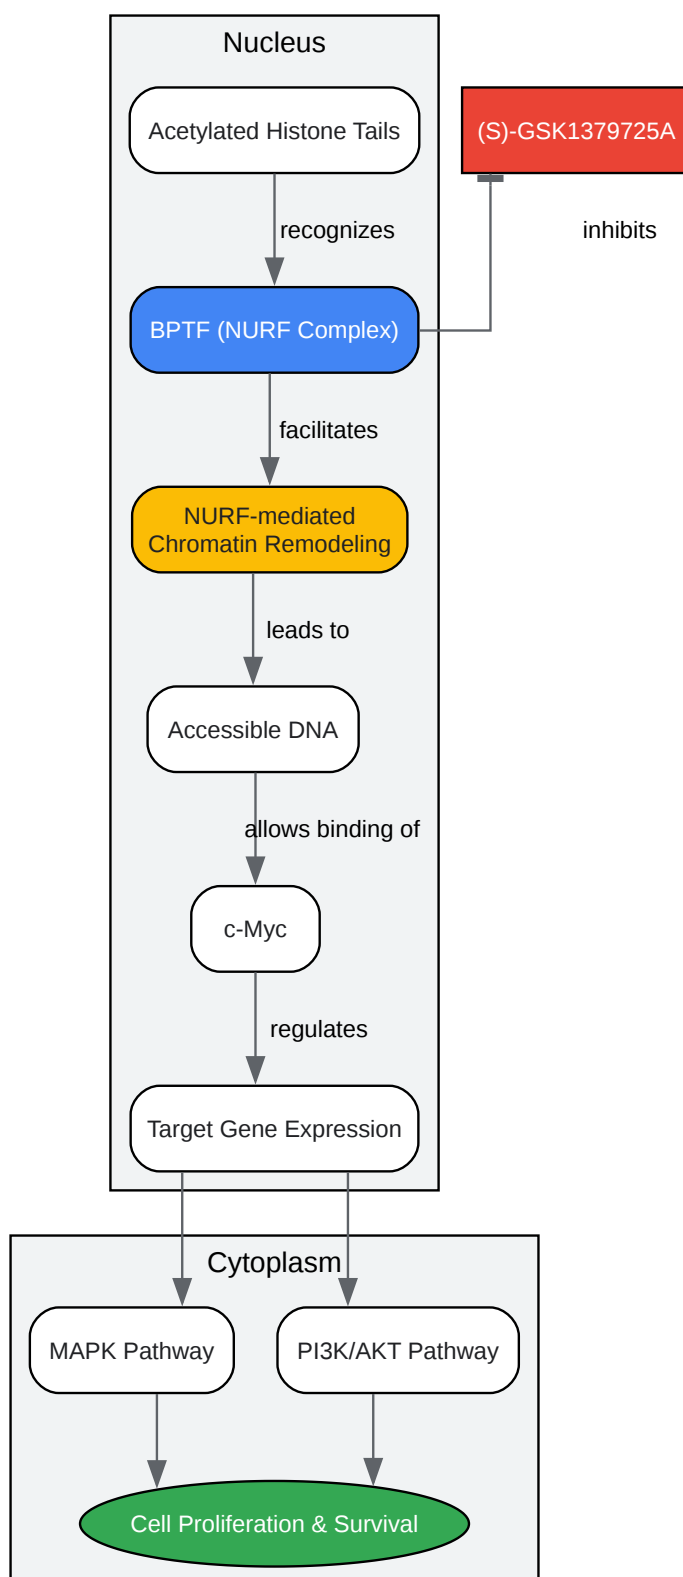 Nucleus
Acetylated Histone Tails
(S)-GSK1379725A
recognizes
inhibits
BPTF (NURF Complex)
facilitates
NURF-mediated
Chromatin Remodeling
leads to
Accessible DNA
allows binding of
c-Myc
regulates
Target Gene Expression
Cytoplasm
MAPK Pathway
PI3K/AKT Pathway
Cell Proliferation & Survival